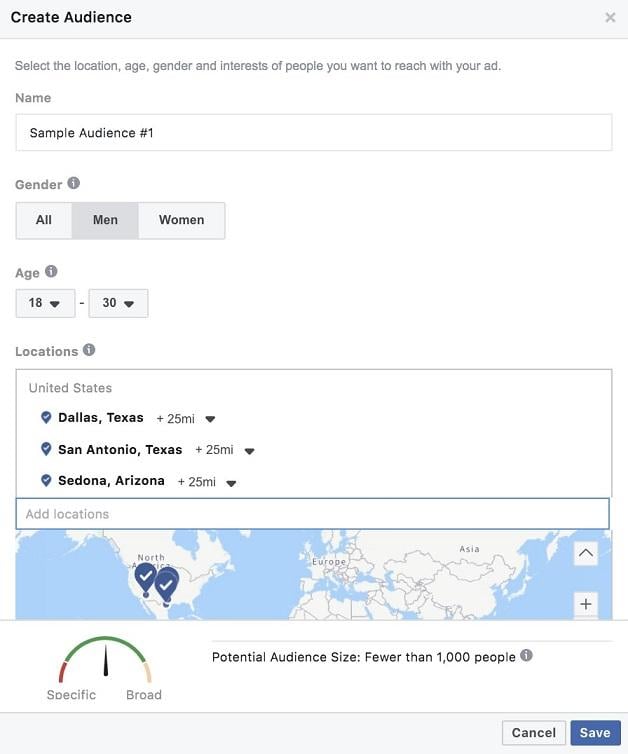 Create Audience
Select the location, age, gender and interests of people you want to reach with your ad.
Name
Sample Audience #1
Gender
All Men Women
Age
18 - 30
Locations
United States
Dallas, Texas + 25mi
San Antonio, Texas + 25mi
Sedona, Arizona + 25mi
Add locations
North
America
Europe
Asia
+
Potential Audience Size: Fewer than 1,000 people
Specific Broad
Cancel Save